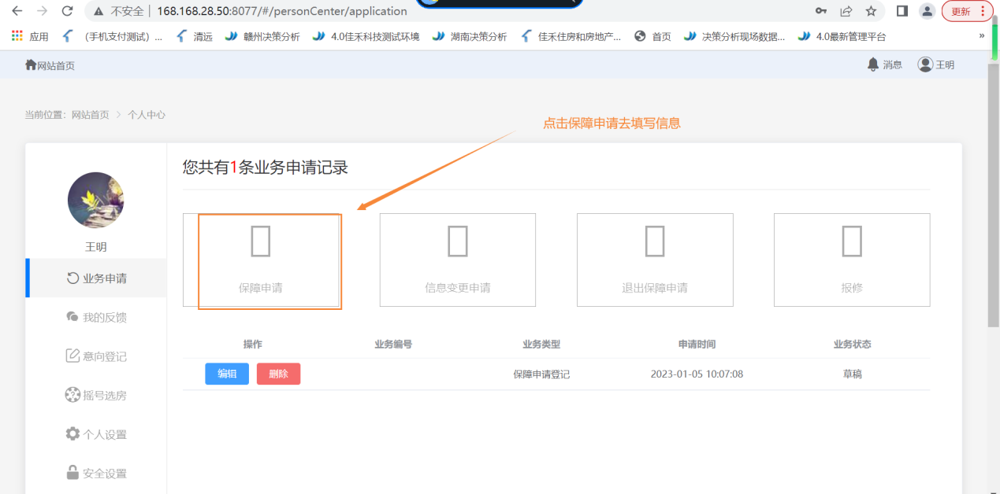 不安全 168.168.28.50:8077/#/personCenter/application 更新
应用 (手机支付测试) ... 清远 赣州决策分析 4.0佳禾科技测试环境 湖南决策分析 佳禾住房和房地产... 首页 决策分析现场数据... 4.0最新管理平台 »
网站首页 消息 王明
当前位置: 网站首页 > 个人中心
点击保障申请去填写信息
您共有1条业务申请记录
王明
业务申请
我的反馈
意向登记
摇号选房
个人设置
安全设置
保障申请 信息变更申请 退出保障申请 报修
操作 业务编号 业务类型 申请时间 业务状态
编辑 删除 保障申请登记 2023-01-05 10:07:08 草稿